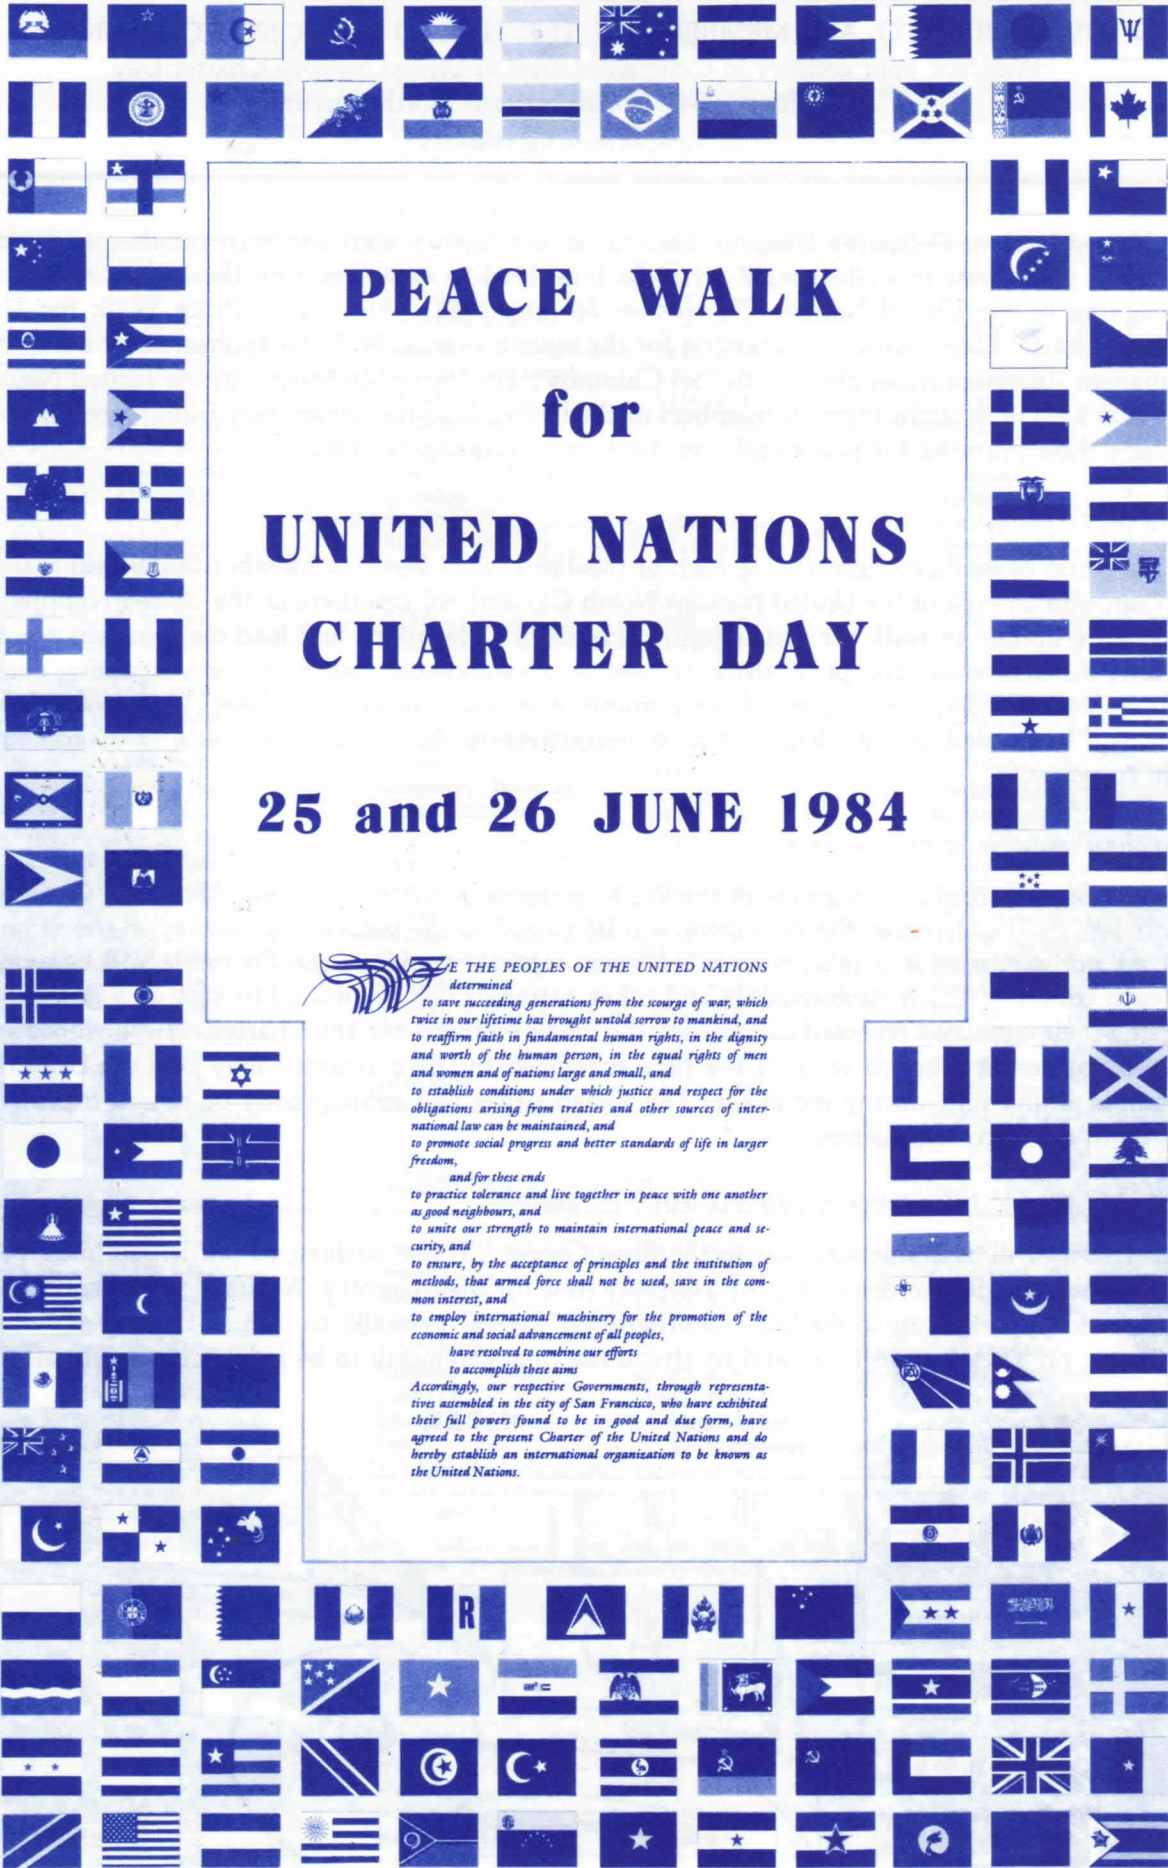 PEACE WALK
for
UNITED NATIONS
CHARTER DAY
25 and 26 JUNE 1984
WE THE PEOPLES OF THE UNITED NATIONS
determined
to save succeeding generations from the scourge of war, which
twice in our lifetime has brought untold sorrow to mankind, and
to reaffirm faith in fundamental human rights, in the dignity
and worth of the human person, in the equal rights of men
and women and of nations large and small, and
to establish conditions under which justice and respect for the
obligations arising from treaties and other sources of inter-
national law can be maintained, and
to promote social progress and better standards of life in larger
freedom,
and for these ends
to practice tolerance and live together in peace with one another
as good neighbours, and
to unite our strength to maintain international peace and se-
curity, and
to ensure, by the acceptance of principles and the institution of
methods, that armed force shall not be used, save in the com-
mon interest, and
to employ international machinery for the promotion of the
economic and social advancement of all peoples,
have resolved to combine our efforts
to accomplish these aims
Accordingly, our respective Governments, through representa-
tives assembled in the city of San Francisco, who have exhibited
their full powers found to be in good and due form, have
agreed to the present Charter of the United Nations and do
hereby establish an international organization to be known as
the United Nations.
R